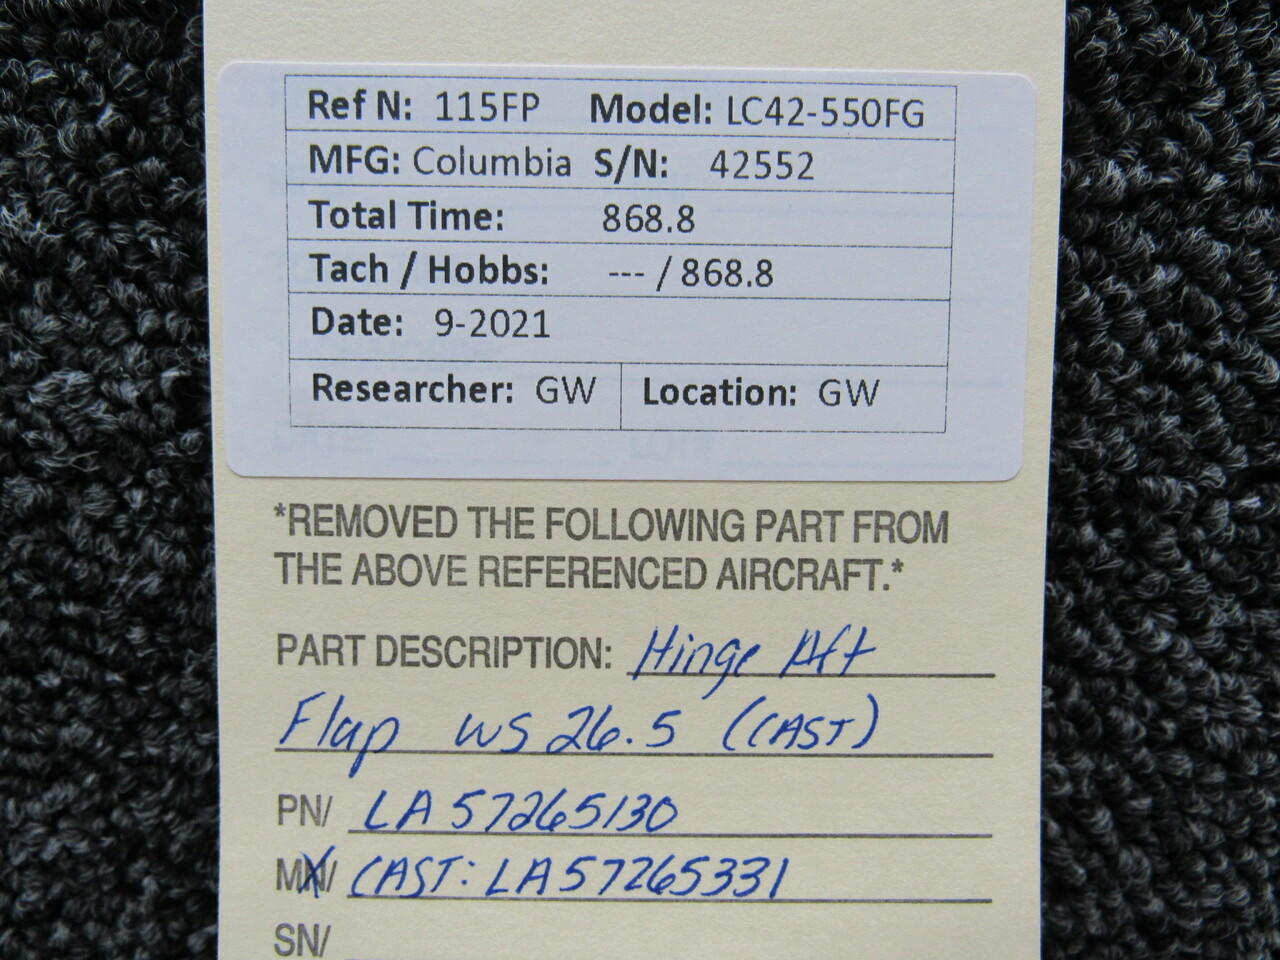 Ref N: 115FP Model: LC42-550FG
MFG: Columbia S/N: 42552
Total Time: 868.8
Tach / Hobbs: --- / 868.8
Date: 9-2021
Researcher: GW Location: GW
*REMOVED THE FOLLOWING PART FROM
THE ABOVE REFERENCED AIRCRAFT.*
PART DESCRIPTION: Hinge Aft
Flap WS 26.5 (CAST)
PN/ LA57265130
MN/ CAST: LA57265331
SN/